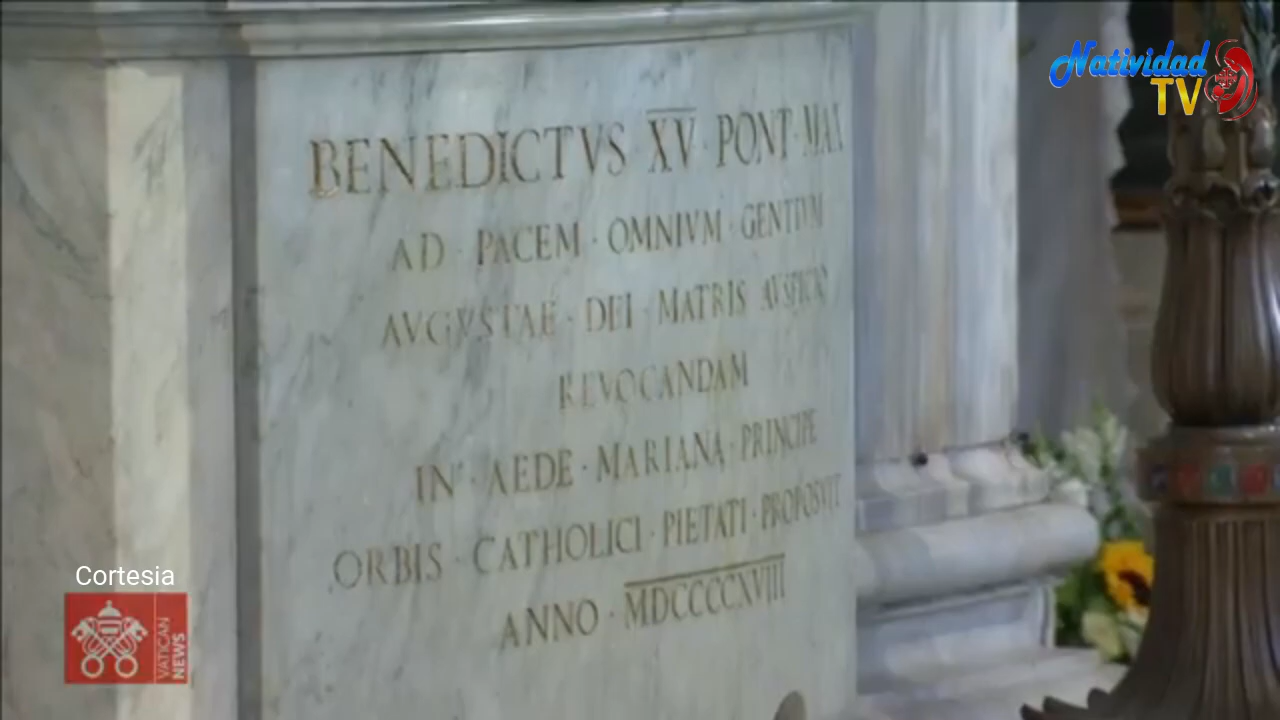 Natividad
TV
BENEDICTVS XV · PONT · MAX
AD · PACEM · OMNIVM · GENTIVM
AVGVSTAE · DEI · MATRIS AVSPICIO
REVOCANDAM
IN · AEDE · MARIANA · PRINCIPE
ORBIS · CATHOLICI · PIETATI · PROPOSVIT
ANNO · MDCCCCXVIII
Cortesia
VATICAN
NEWS